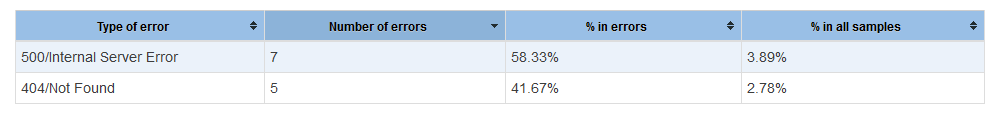 Type of error Number of errors % in errors % in all samples
500/Internal Server Error 7 58.33% 3.89%
404/Not Found 5 41.67% 2.78%